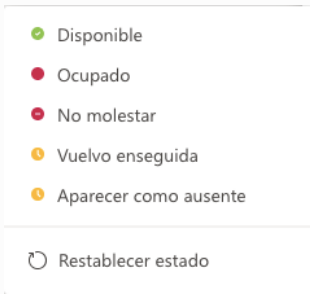 Disponible
Ocupado
No molestar
Vuelvo enseguida
Aparecer como ausente
Restablecer estado